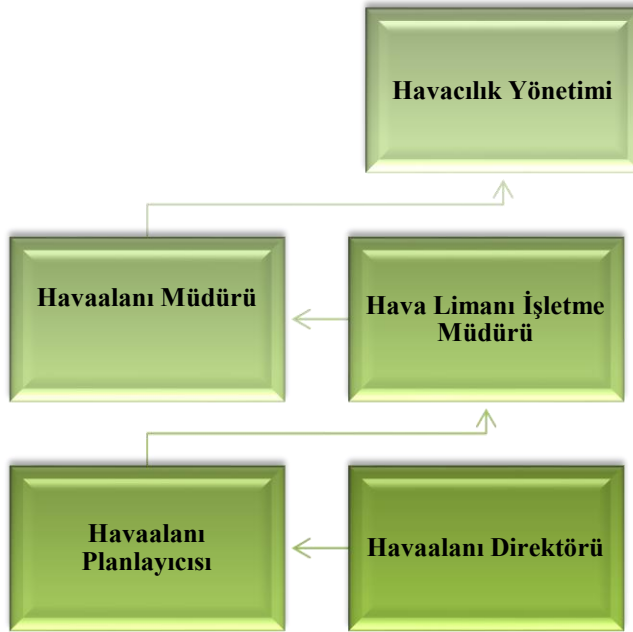 Havacılık Yönetimi
Havaalanı Müdürü
Hava Limanı İşletme
Müdürü
Havaalanı
Planlayıcısı
Havaalanı Direktörü